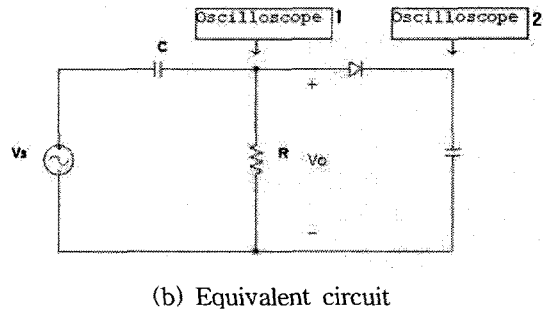 Oscilloscope 1
Oscilloscope 2
C
+
Vs
R
Vo
−
(b) Equivalent circuit